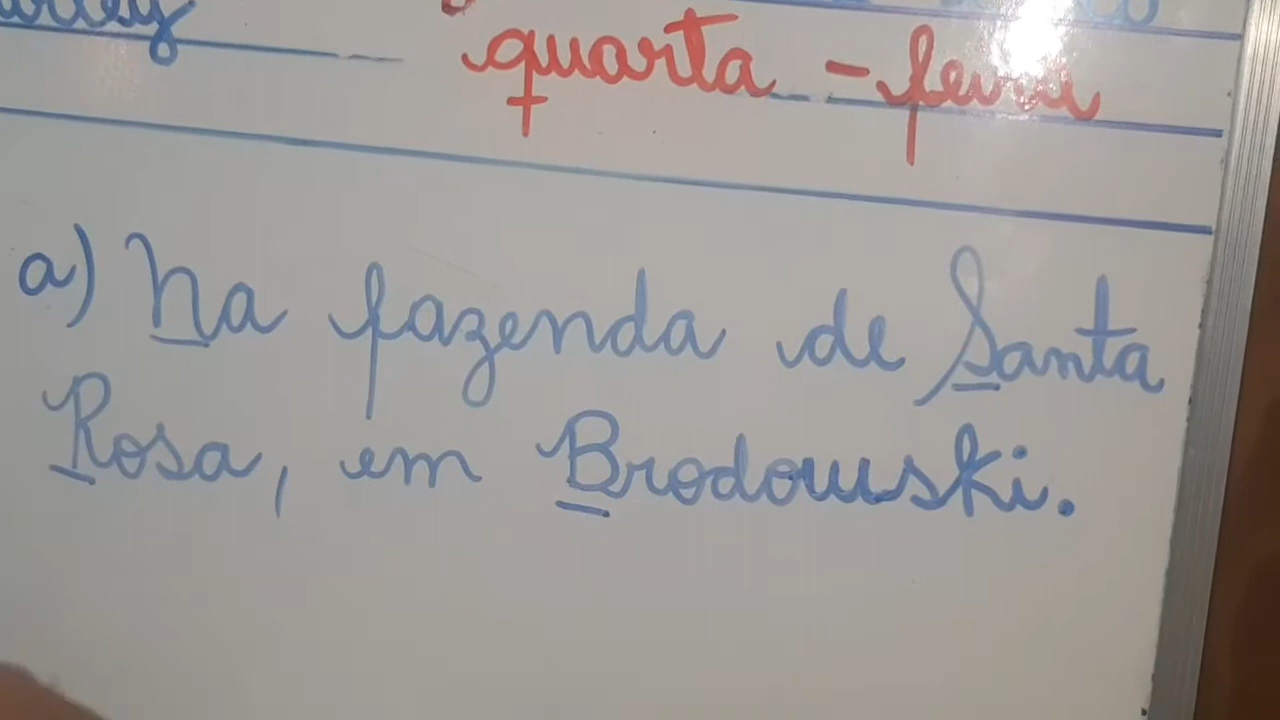 quarta - feira
a) Na fazenda de Santa
Rosa, em Brodowski.